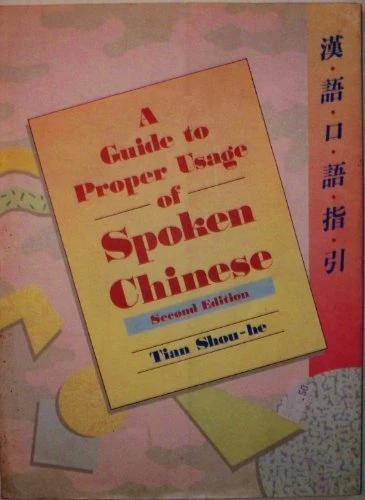 A
Guide to
Proper Usage
of
Spoken
Chinese
Second Edition
Tian Shou-he
漢·語·口·語·指·引